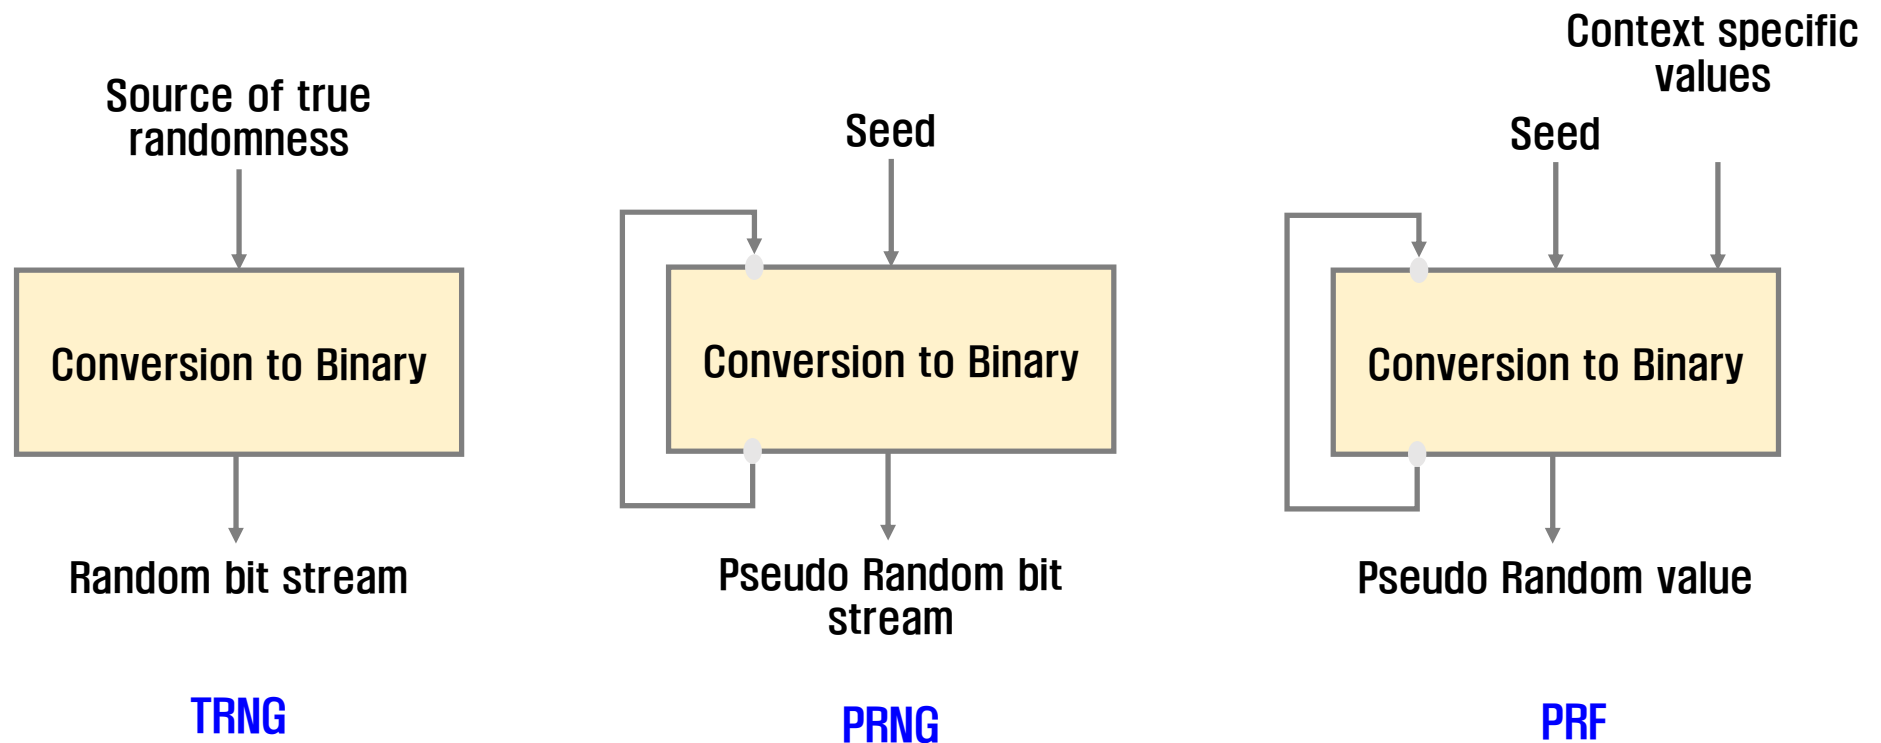 Source of true
randomness
Conversion to Binary
Random bit stream
TRNG
Seed
Conversion to Binary
Pseudo Random bit
stream
PRNG
Context specific
values
Seed
Conversion to Binary
Pseudo Random value
PRF